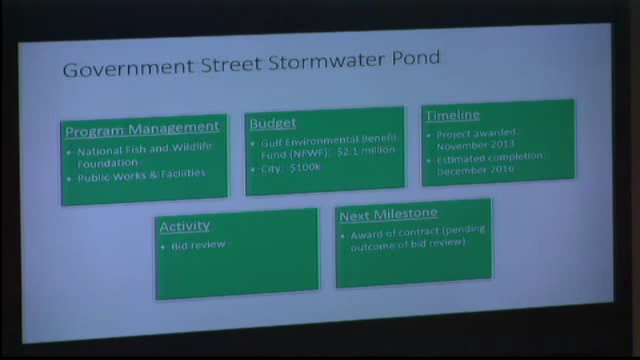 Government Street Stormwater Pond
Program Management
• National Fish and Wildlife
Foundation
• Public Works & Facilities
Budget
• Gulf Environmental Benefit
Fund (NFWF): $2.1 million
• City: $100k
Timeline
• Project awarded:
November 2013
• Estimated completion:
December 2016
Activity
• Bid review
Next Milestone
• Award of contract (pending
outcome of bid review)